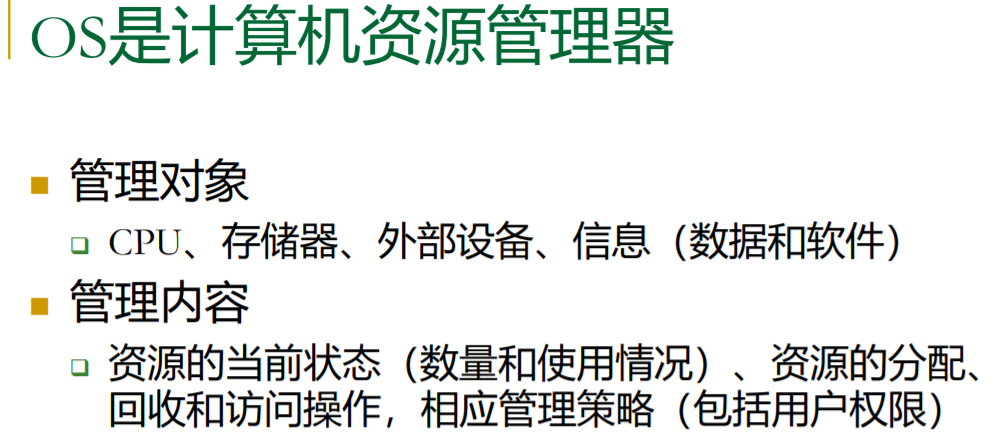 OS是计算机资源管理器
管理对象
CPU、存储器、外部设备、信息（数据和软件）
管理内容
资源的当前状态（数量和使用情况）、资源的分配、
回收和访问操作，相应管理策略（包括用户权限）